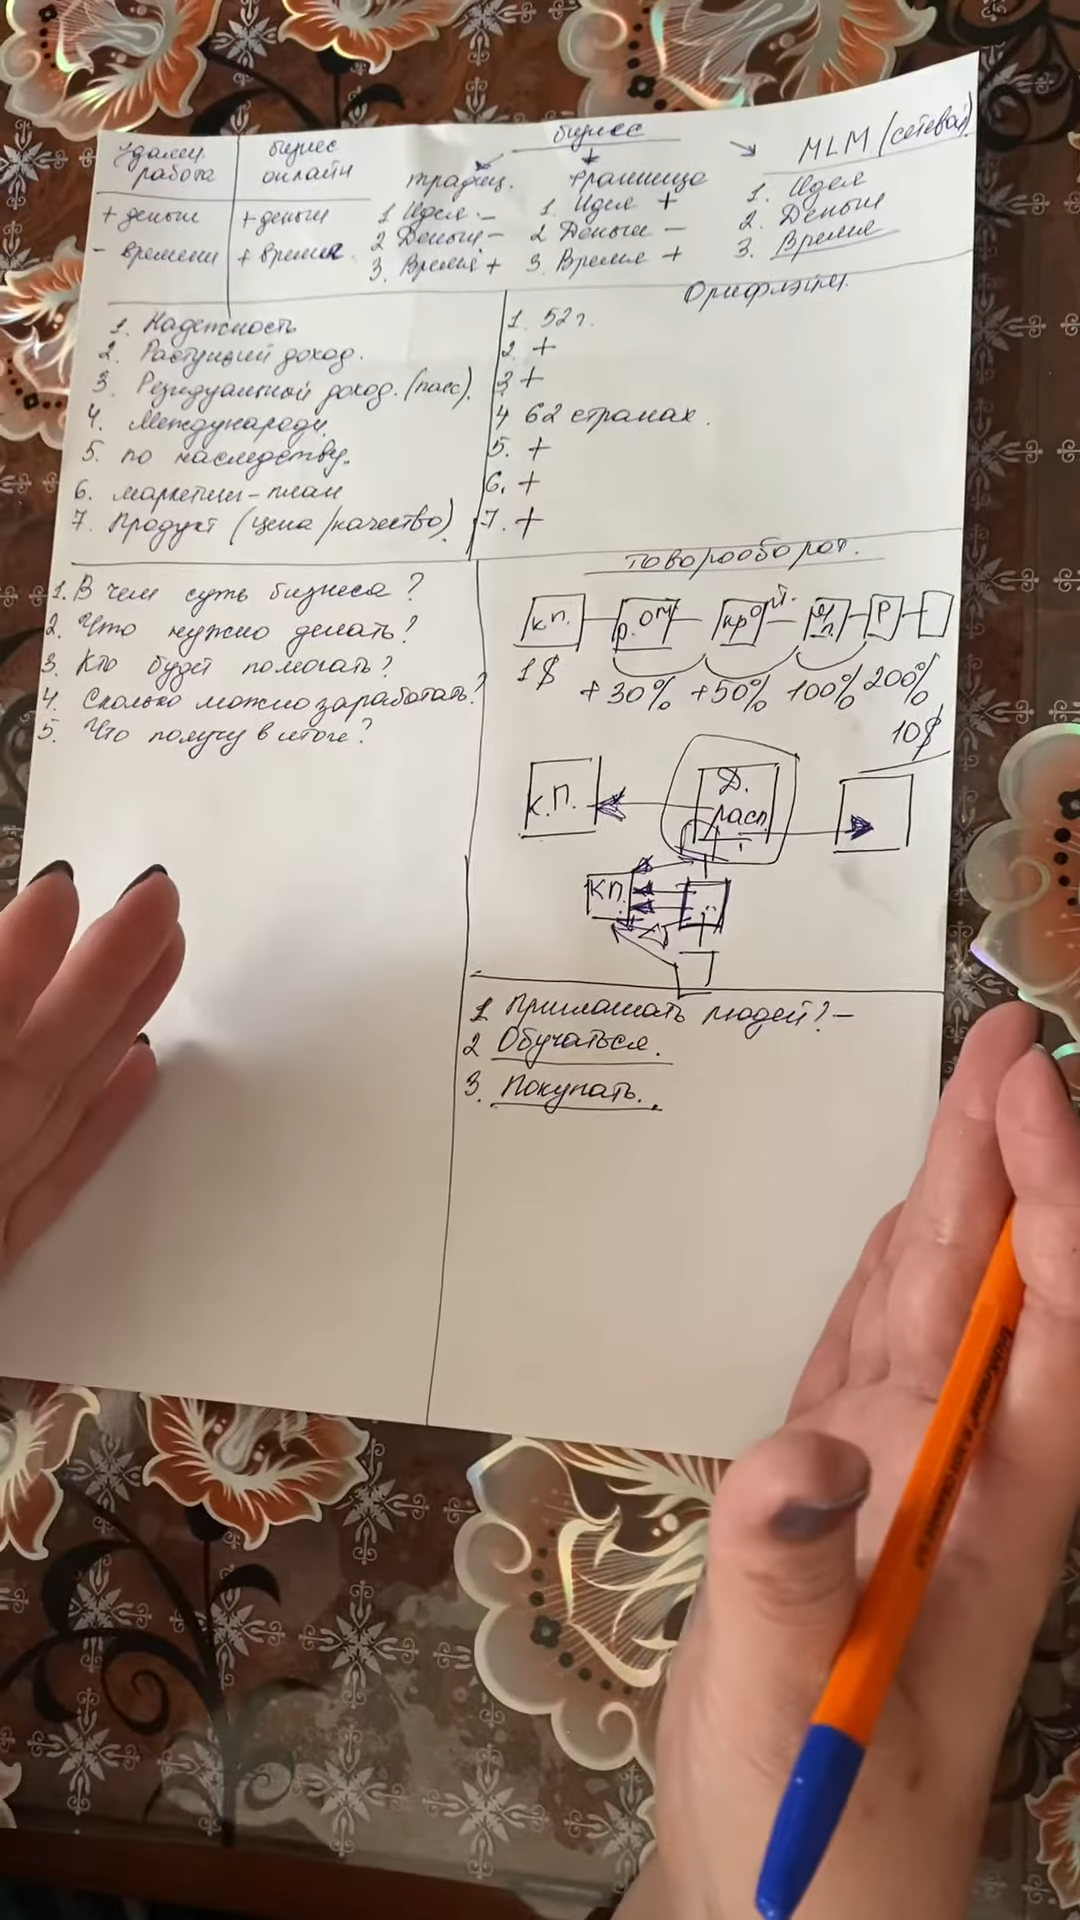 удален. работа
бизнес онлайн
бизнес
традиц.
франшиза
MLM (сетевой)
+ деньги
+ деньги
- времени
+ время.
1 Идея -
2 Деньги -
3. Время +
1. Идея +
2 Деньги -
3. Время +
1. Идея
2. Деньги
3. Время
Орифлэйм.
1. Надежность
2. Растущий доход.
3. Резидуальный доход. (пасс).
4. Международн.
5. по наследству.
6. маркетинг-план
7. Продукт (цена/качество)
1. 52 г.
2. +
3 +
4 62 странах.
5. +
6. +
7. +
1. В чем суть бизнеса?
2. Что нужно делать?
3. Кто будет помогать?
4. Сколько можно заработать?
5. Что получу в итоге?
товарооборот.
к.п.
р
1$
+30% +50% 100% 200%
10$
к.п.
Д. расп.
КП.
1 Приглашать людей? -
2 Обучаться.
3. Покупать.